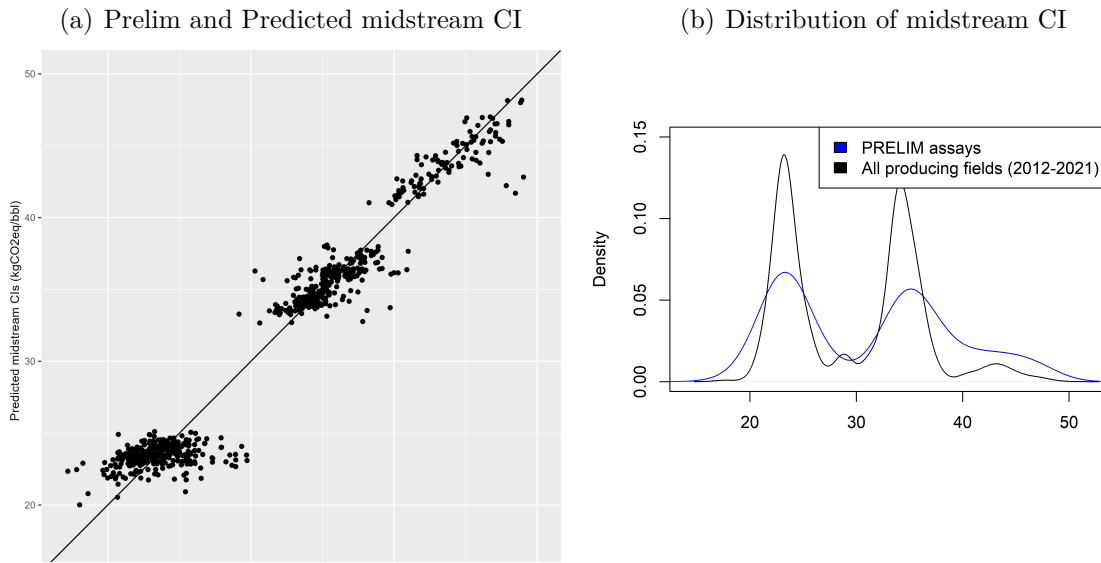 (a) Prelim and Predicted midstream CI
50
40
30
20
Predicted midstream CIs (kgCO2eq/bbl)
(b) Distribution of midstream CI
PRELIM assays
All producing fields (2012-2021)
0.15
0.10
0.05
0.00
Density
20 30 40 50